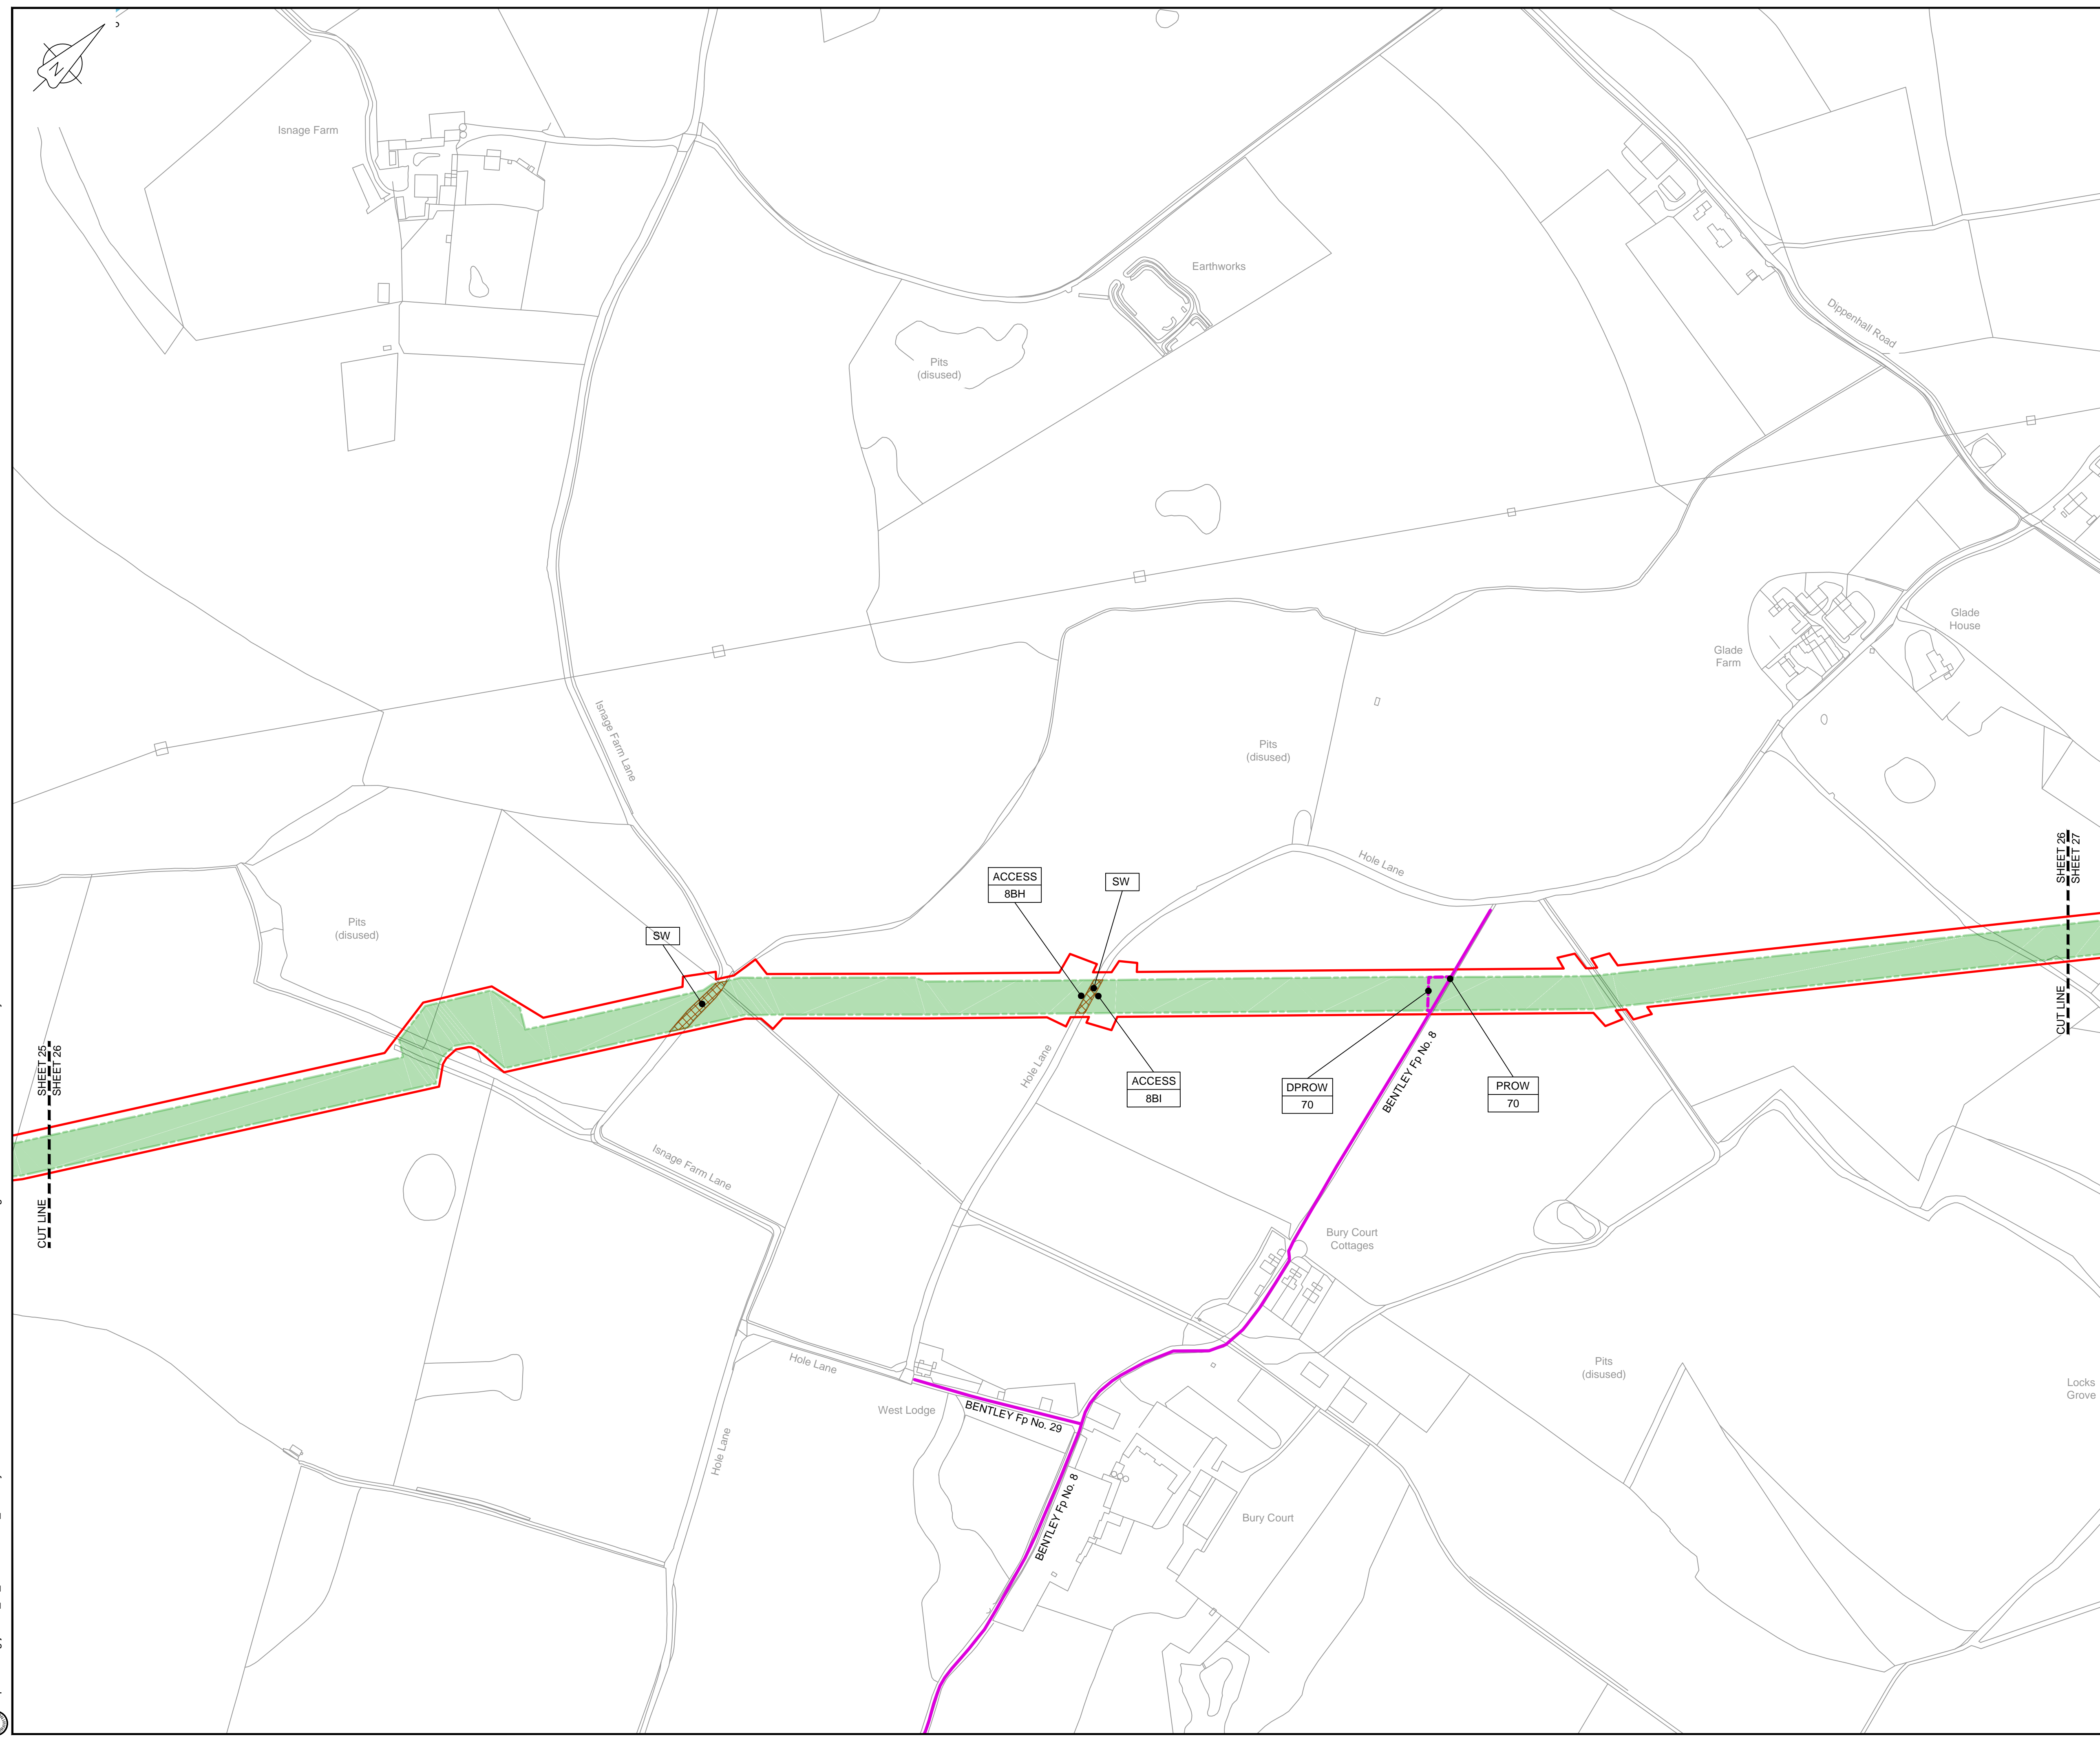 N
Isnage Farm
Earthworks
Pits
(disused)
Dippenhall Road
Glade
House
Glade
Farm
Isnage Farm Lane
Pits
(disused)
Hole Lane
SHEET 26
SHEET 27
CUT LINE
ACCESS
8BH
SW
Pits
(disused)
SW
SHEET 25
SHEET 26
CUT LINE
Hole Lane
ACCESS
8BI
DPROW
70
BENTLEY Fp No. 8
PROW
70
Isnage Farm Lane
Bury Court
Cottages
Hole Lane
Pits
(disused)
Locks
Grove
West Lodge
BENTLEY Fp No. 29
Hole Lane
BENTLEY Fp No. 8
Bury Court